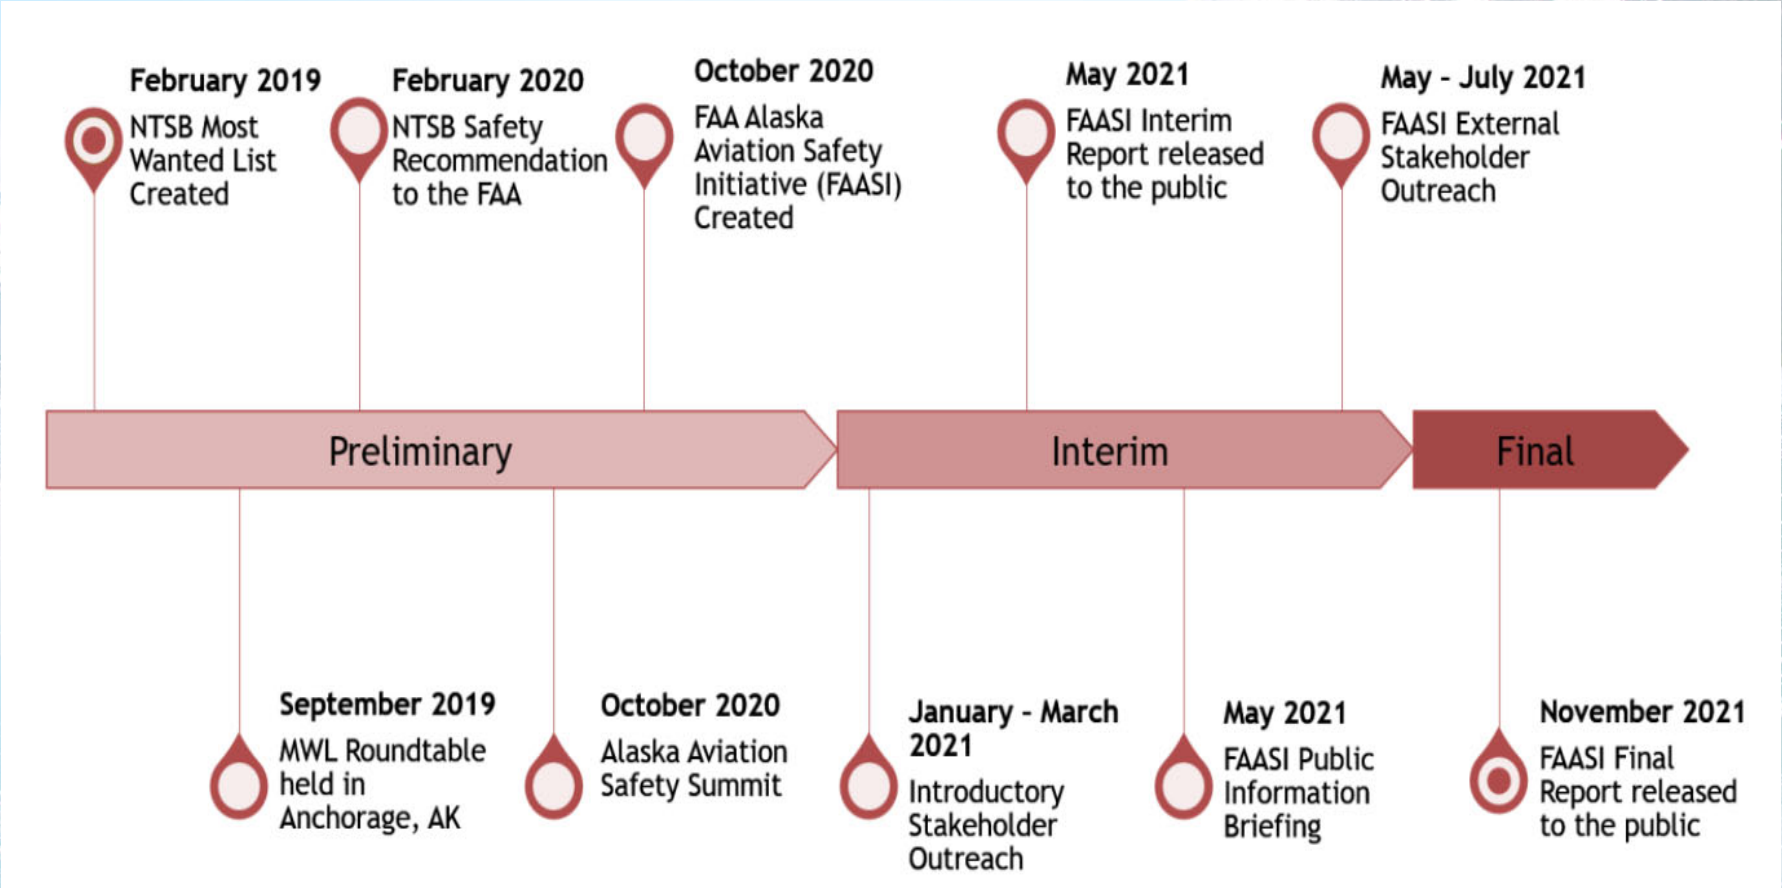 February 2019
NTSB Most
Wanted List
Created
February 2020
NTSB Safety
Recommendation
to the FAA
October 2020
FAA Alaska
Aviation Safety
Initiative (FAASI)
Created
May 2021
FAASI Interim
Report released
to the public
May - July 2021
FAASI External
Stakeholder
Outreach
Preliminary
Interim
Final
September 2019
MWL Roundtable
held in
Anchorage, AK
October 2020
Alaska Aviation
Safety Summit
January - March
2021
Introductory
Stakeholder
Outreach
May 2021
FAASI Public
Information
Briefing
November 2021
FAASI Final
Report released
to the public